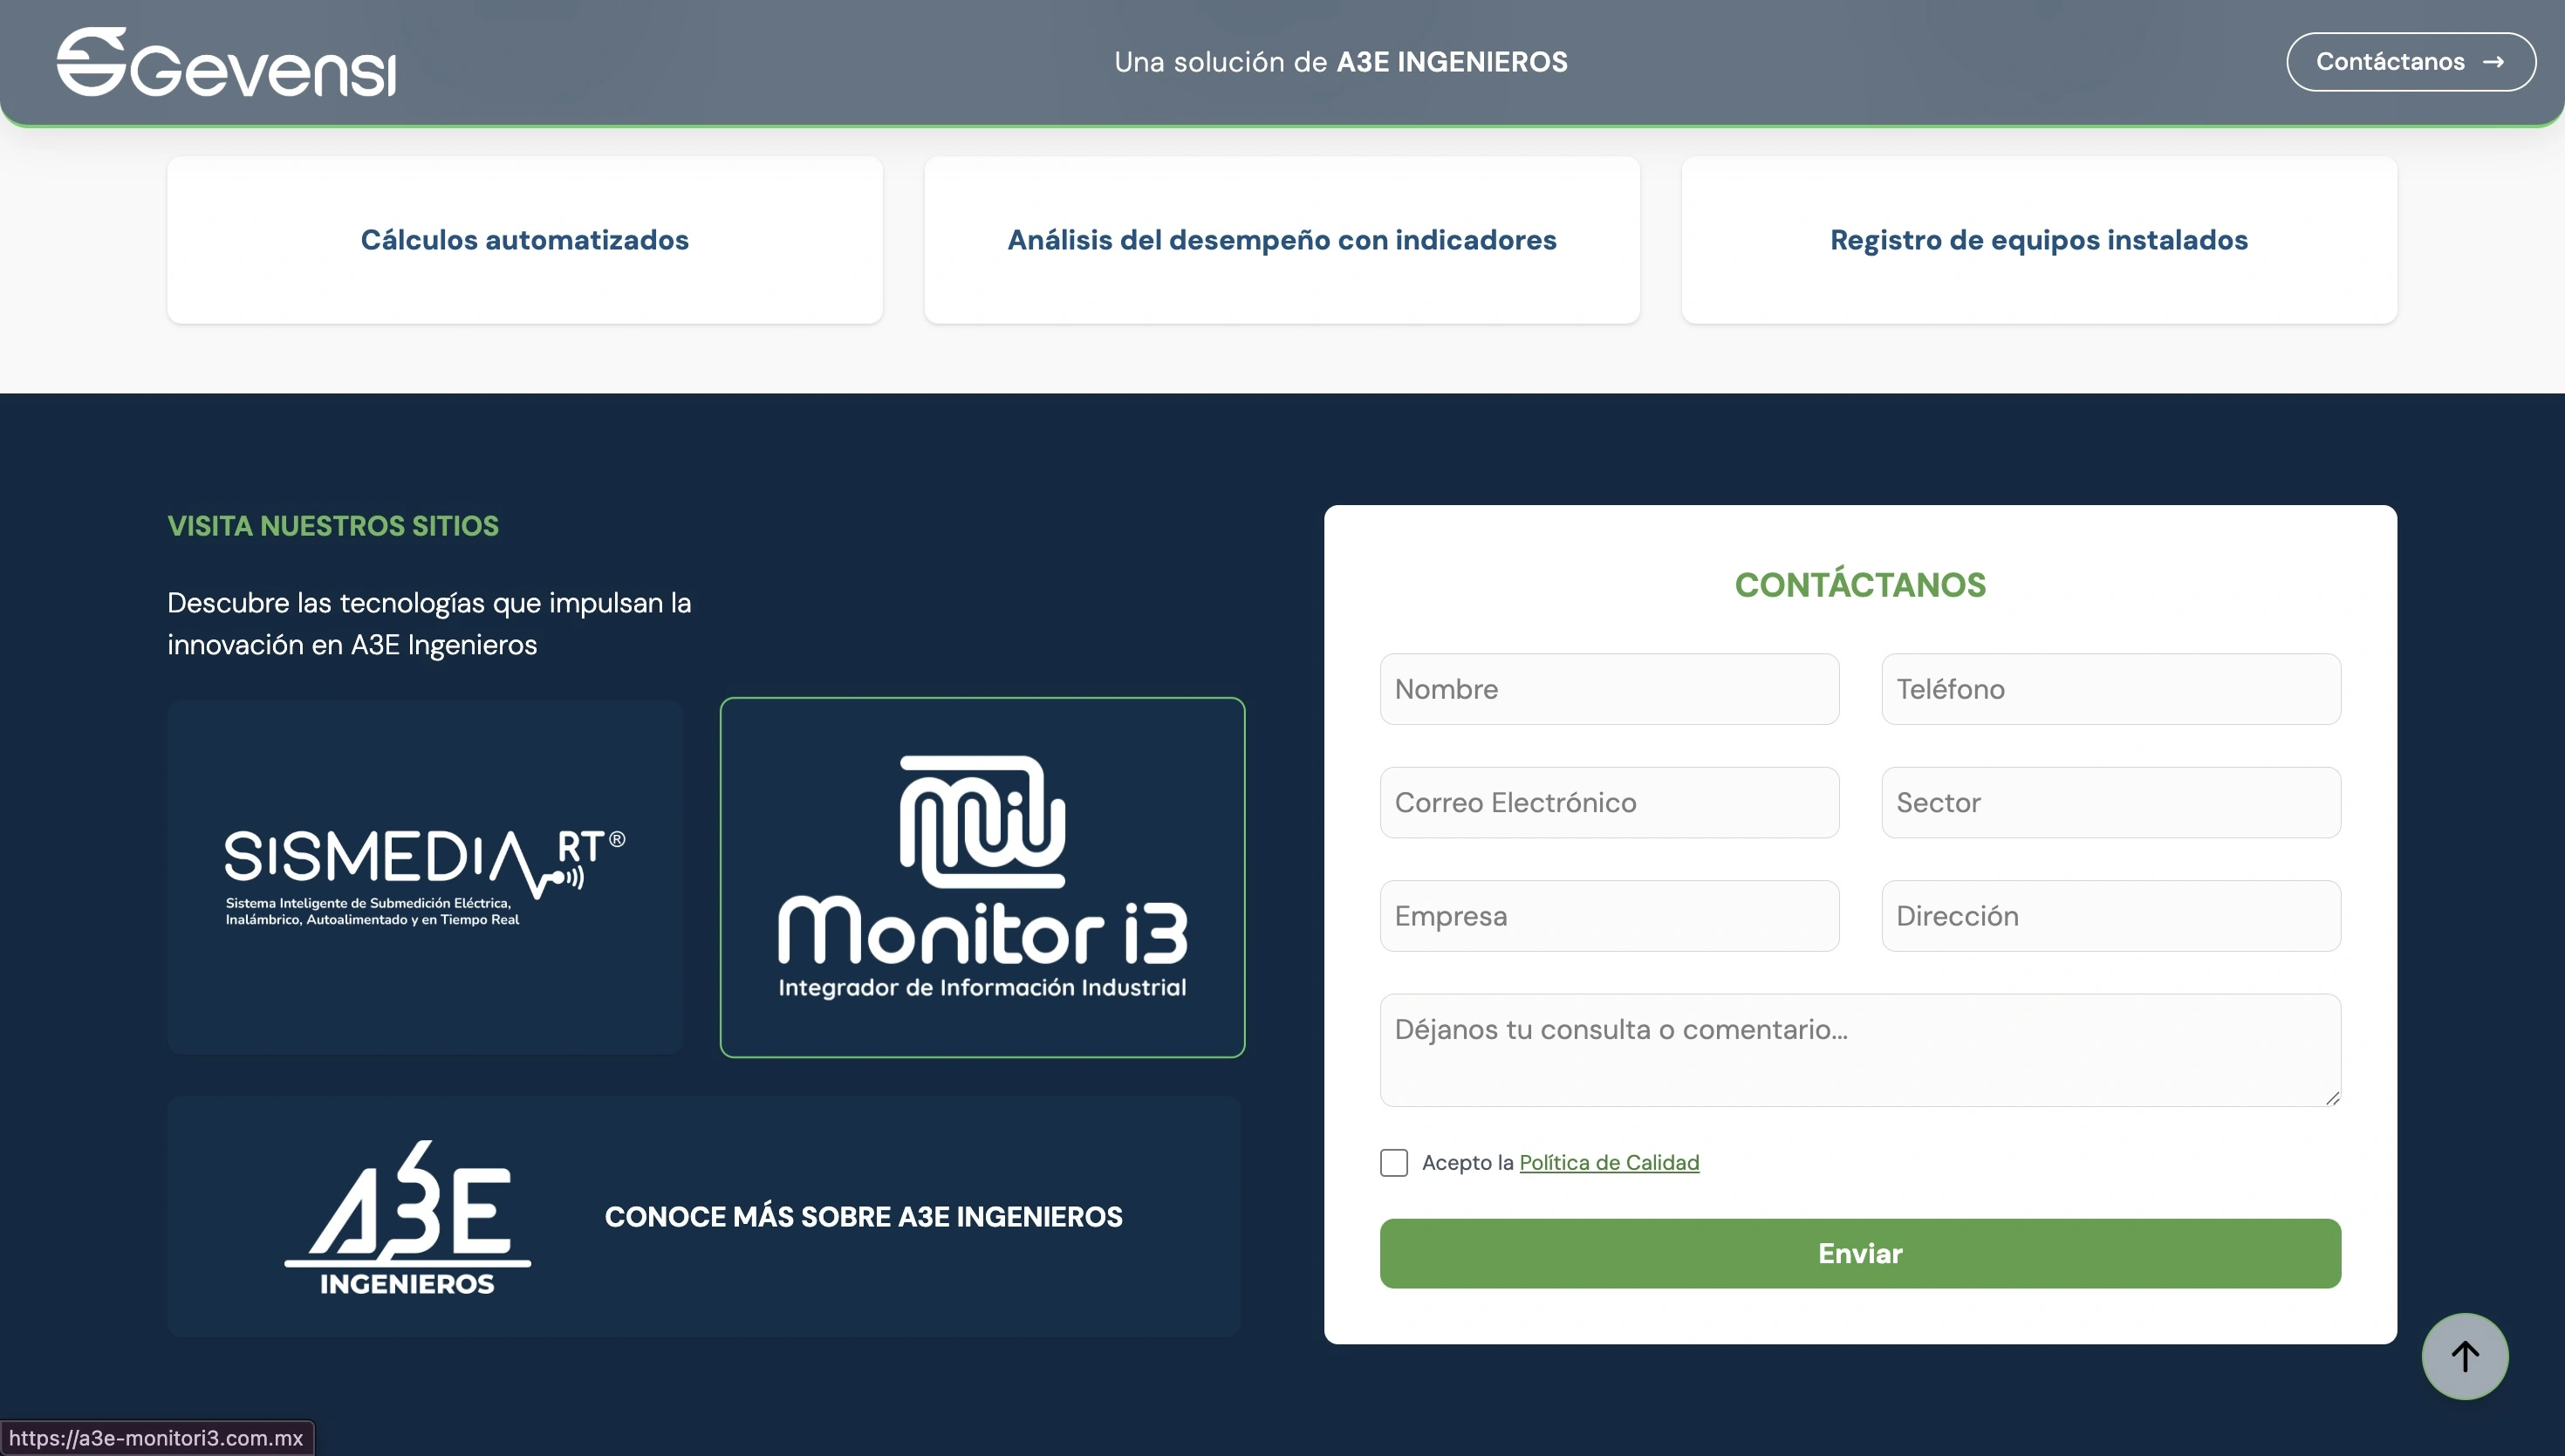 Gevensi
Una solución de A3E INGENIEROS
Contáctanos →
Cálculos automatizados
Análisis del desempeño con indicadores
Registro de equipos instalados
VISITA NUESTROS SITIOS
Descubre las tecnologías que impulsan la
innovación en A3E Ingenieros
SISMEDIA RT®
Sistema Inteligente de Submedición Eléctrica,
Inalámbrico, Autoalimentado y en Tiempo Real
Monitor i3
Integrador de Información Industrial
A3E
INGENIEROS
CONOCE MÁS SOBRE A3E INGENIEROS
CONTÁCTANOS
Nombre
Teléfono
Correo Electrónico
Sector
Empresa
Dirección
Déjanos tu consulta o comentario...
Acepto la Política de Calidad
Enviar
https://a3e-monitori3.com.mx